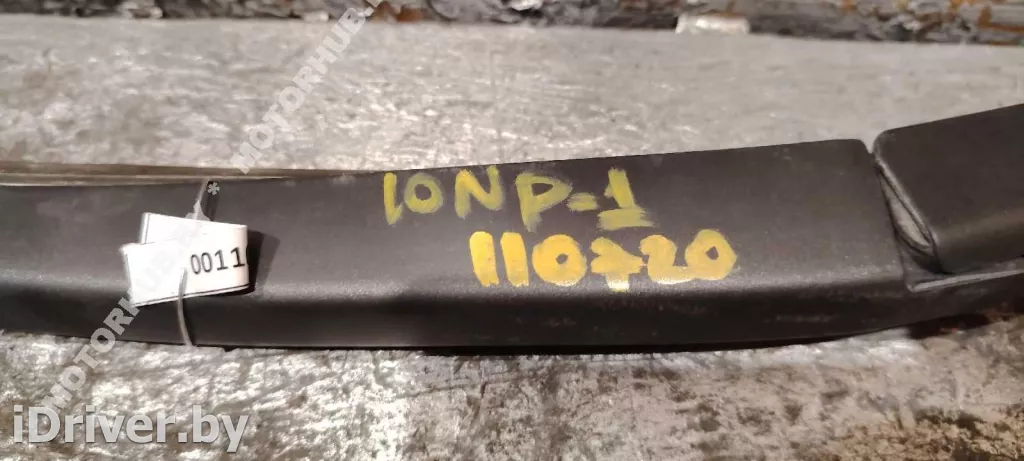 MOTORHUB
10NP-1
110720
*
0011
MOTORHUB
iDriver.by